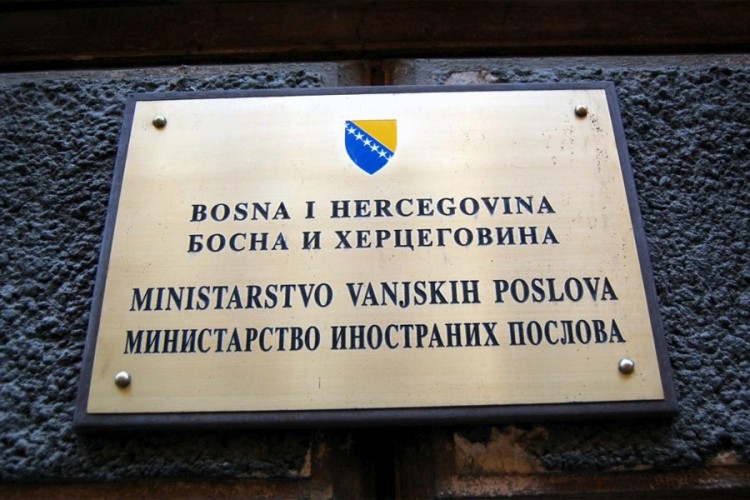 BOSNA I HERCEGOVINA
БОСНА И ХЕРЦЕГОВИНА
MINISTARSTVO VANJSKIH POSLOVA
МИНИСТАРСТВО ИНОСТРАНИХ ПОСЛОВА